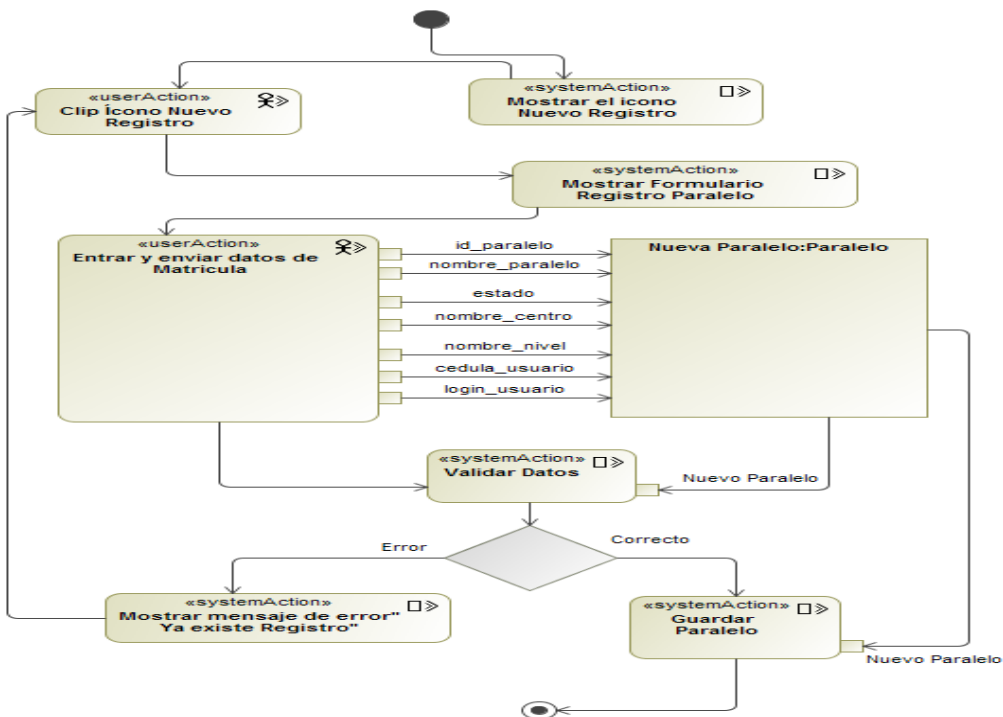 «userAction»
Clip Ícono Nuevo
Registro
«systemAction»
Mostrar el icono
Nuevo Registro
«systemAction»
Mostrar Formulario
Registro Paralelo
«userAction»
Entrar y enviar datos de
Matricula
id_paralelo
nombre_paralelo
estado
nombre_centro
nombre_nivel
cedula_usuario
login_usuario
Nueva Paralelo:Paralelo
«systemAction»
Validar Datos
Nuevo Paralelo
Error
Correcto
«systemAction»
Mostrar mensaje de error"
Ya existe Registro"
«systemAction»
Guardar
Paralelo
Nuevo Paralelo